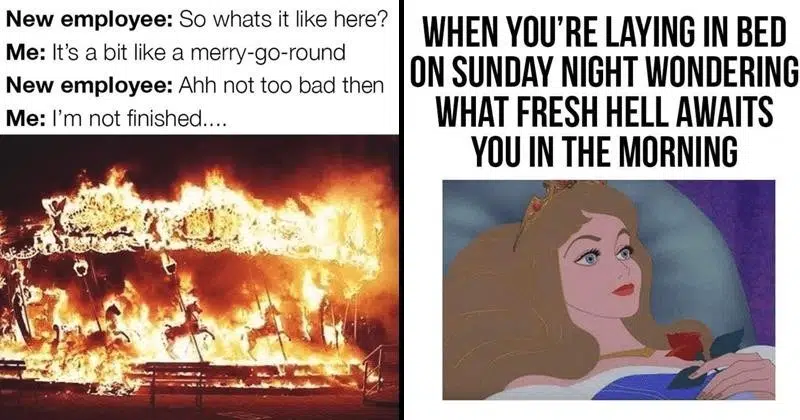 New employee: So whats it like here?
Me: It's a bit like a merry-go-round
New employee: Ahh not too bad then
Me: I'm not finished....
WHEN YOU'RE LAYING IN BED
ON SUNDAY NIGHT WONDERING
WHAT FRESH HELL AWAITS
YOU IN THE MORNING